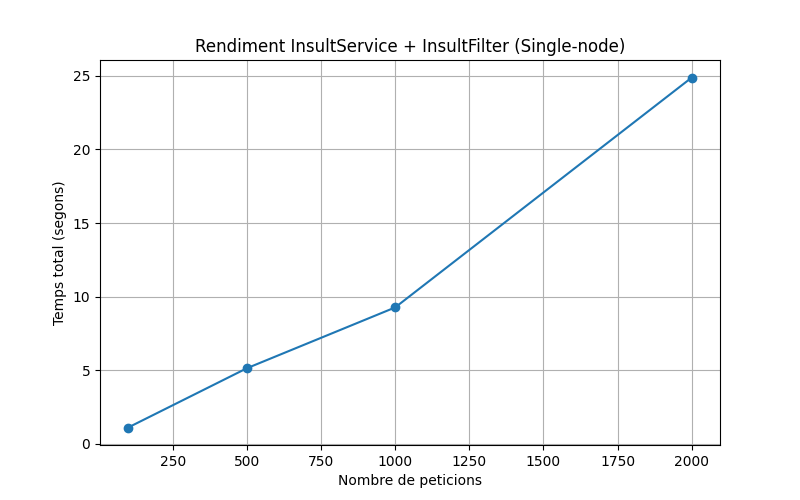 Rendiment InsultService + InsultFilter (Single-node)
Temps total (segons)
25
20
15
10
5
0
250 500 750 1000 1250 1500 1750 2000
Nombre de peticions